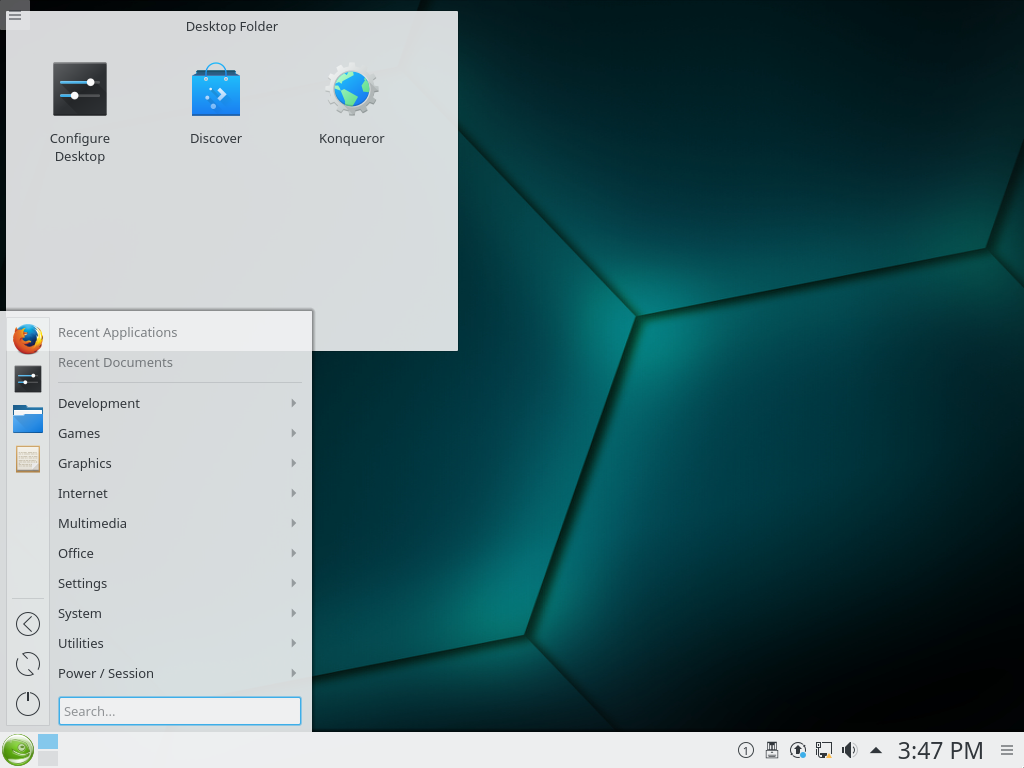 Desktop Folder
Configure
Desktop
Discover
Konqueror
Recent Applications
Recent Documents
Development
Games
Graphics
Internet
Multimedia
Office
Settings
System
Utilities
Power / Session
Search...
1
3:47 PM